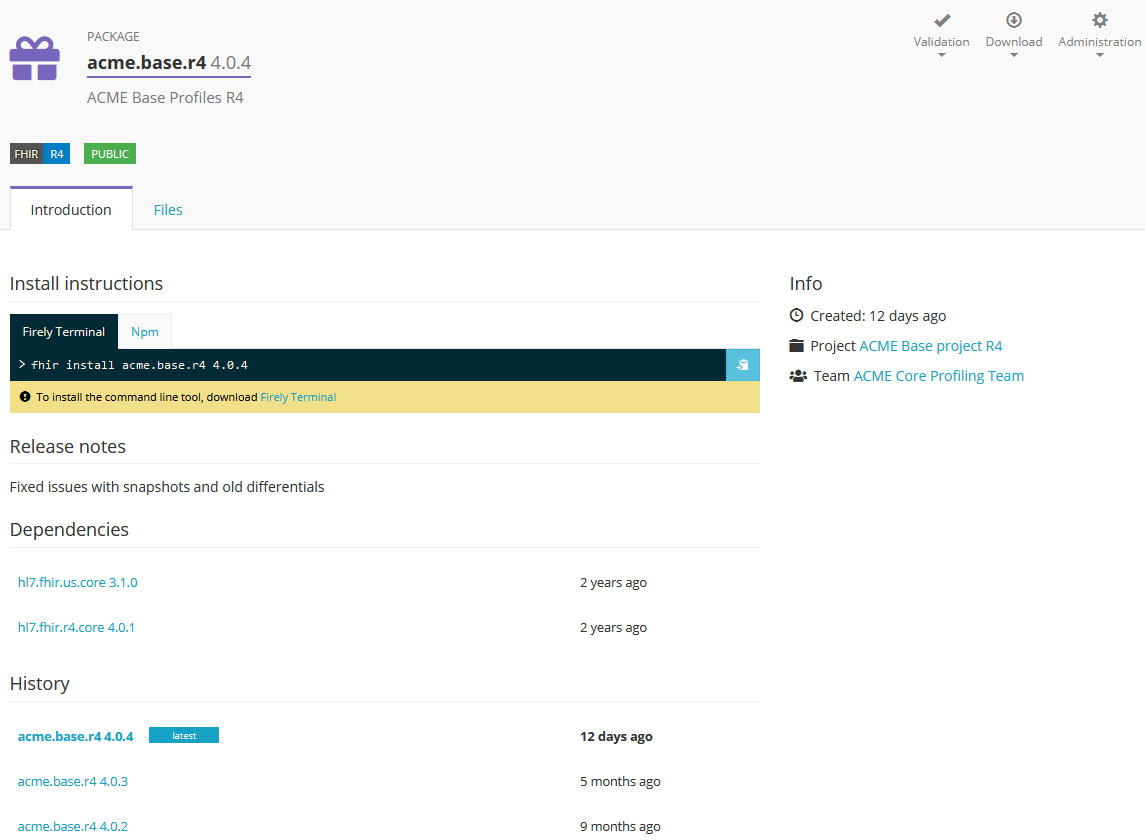 PACKAGE
acme.base.r4 4.0.4
ACME Base Profiles R4
Validation Download Administration
FHIR R4 PUBLIC
Introduction Files
Install instructions
Firely Terminal Npm
> fhir install acme.base.r4 4.0.4
To install the command line tool, download Firely Terminal
Release notes
Fixed issues with snapshots and old differentials
Dependencies
hl7.fhir.us.core 3.1.0 2 years ago
hl7.fhir.r4.core 4.0.1 2 years ago
History
acme.base.r4 4.0.4 latest 12 days ago
acme.base.r4 4.0.3 5 months ago
acme.base.r4 4.0.2 9 months ago
Info
Created: 12 days ago
Project ACME Base project R4
Team ACME Core Profiling Team